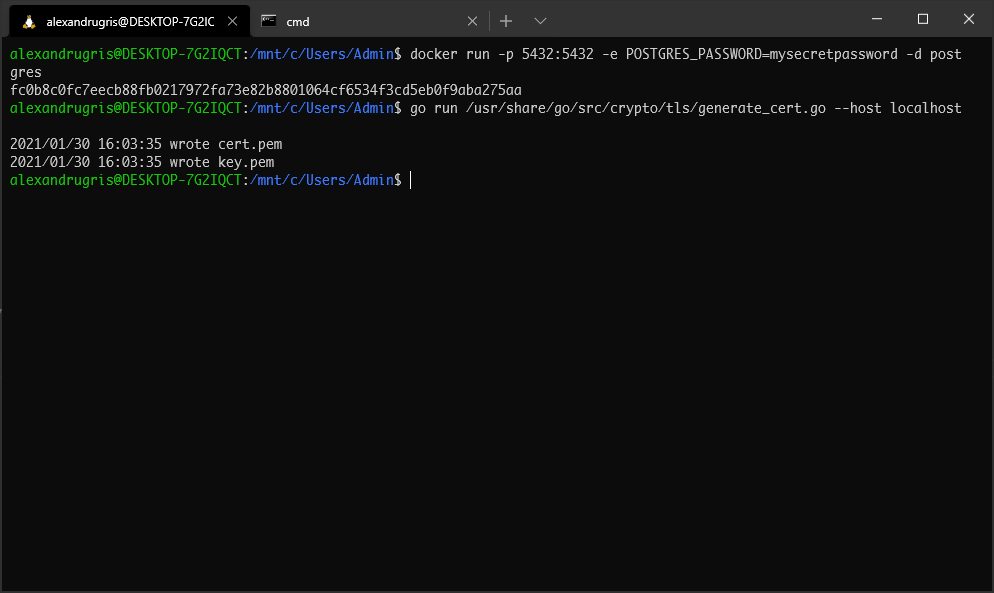 alexandrugris@DESKTOP-7G2IC
cmd
alexandrugris@DESKTOP-7G2IQCT:/mnt/c/Users/Admin$ docker run -p 5432:5432 -e POSTGRES_PASSWORD=mysecretpassword -d post
gres
fc0b8c0fc7eecb88fb0217972fa73e82b8801064cf6534f3cd5eb0f9aba275aa
alexandrugris@DESKTOP-7G2IQCT:/mnt/c/Users/Admin$ go run /usr/share/go/src/crypto/tls/generate_cert.go --host localhost
2021/01/30 16:03:35 wrote cert.pem
2021/01/30 16:03:35 wrote key.pem
alexandrugris@DESKTOP-7G2IQCT:/mnt/c/Users/Admin$